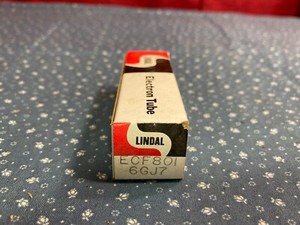 Electron Tube
LINDAL
ECF801
6GJ7